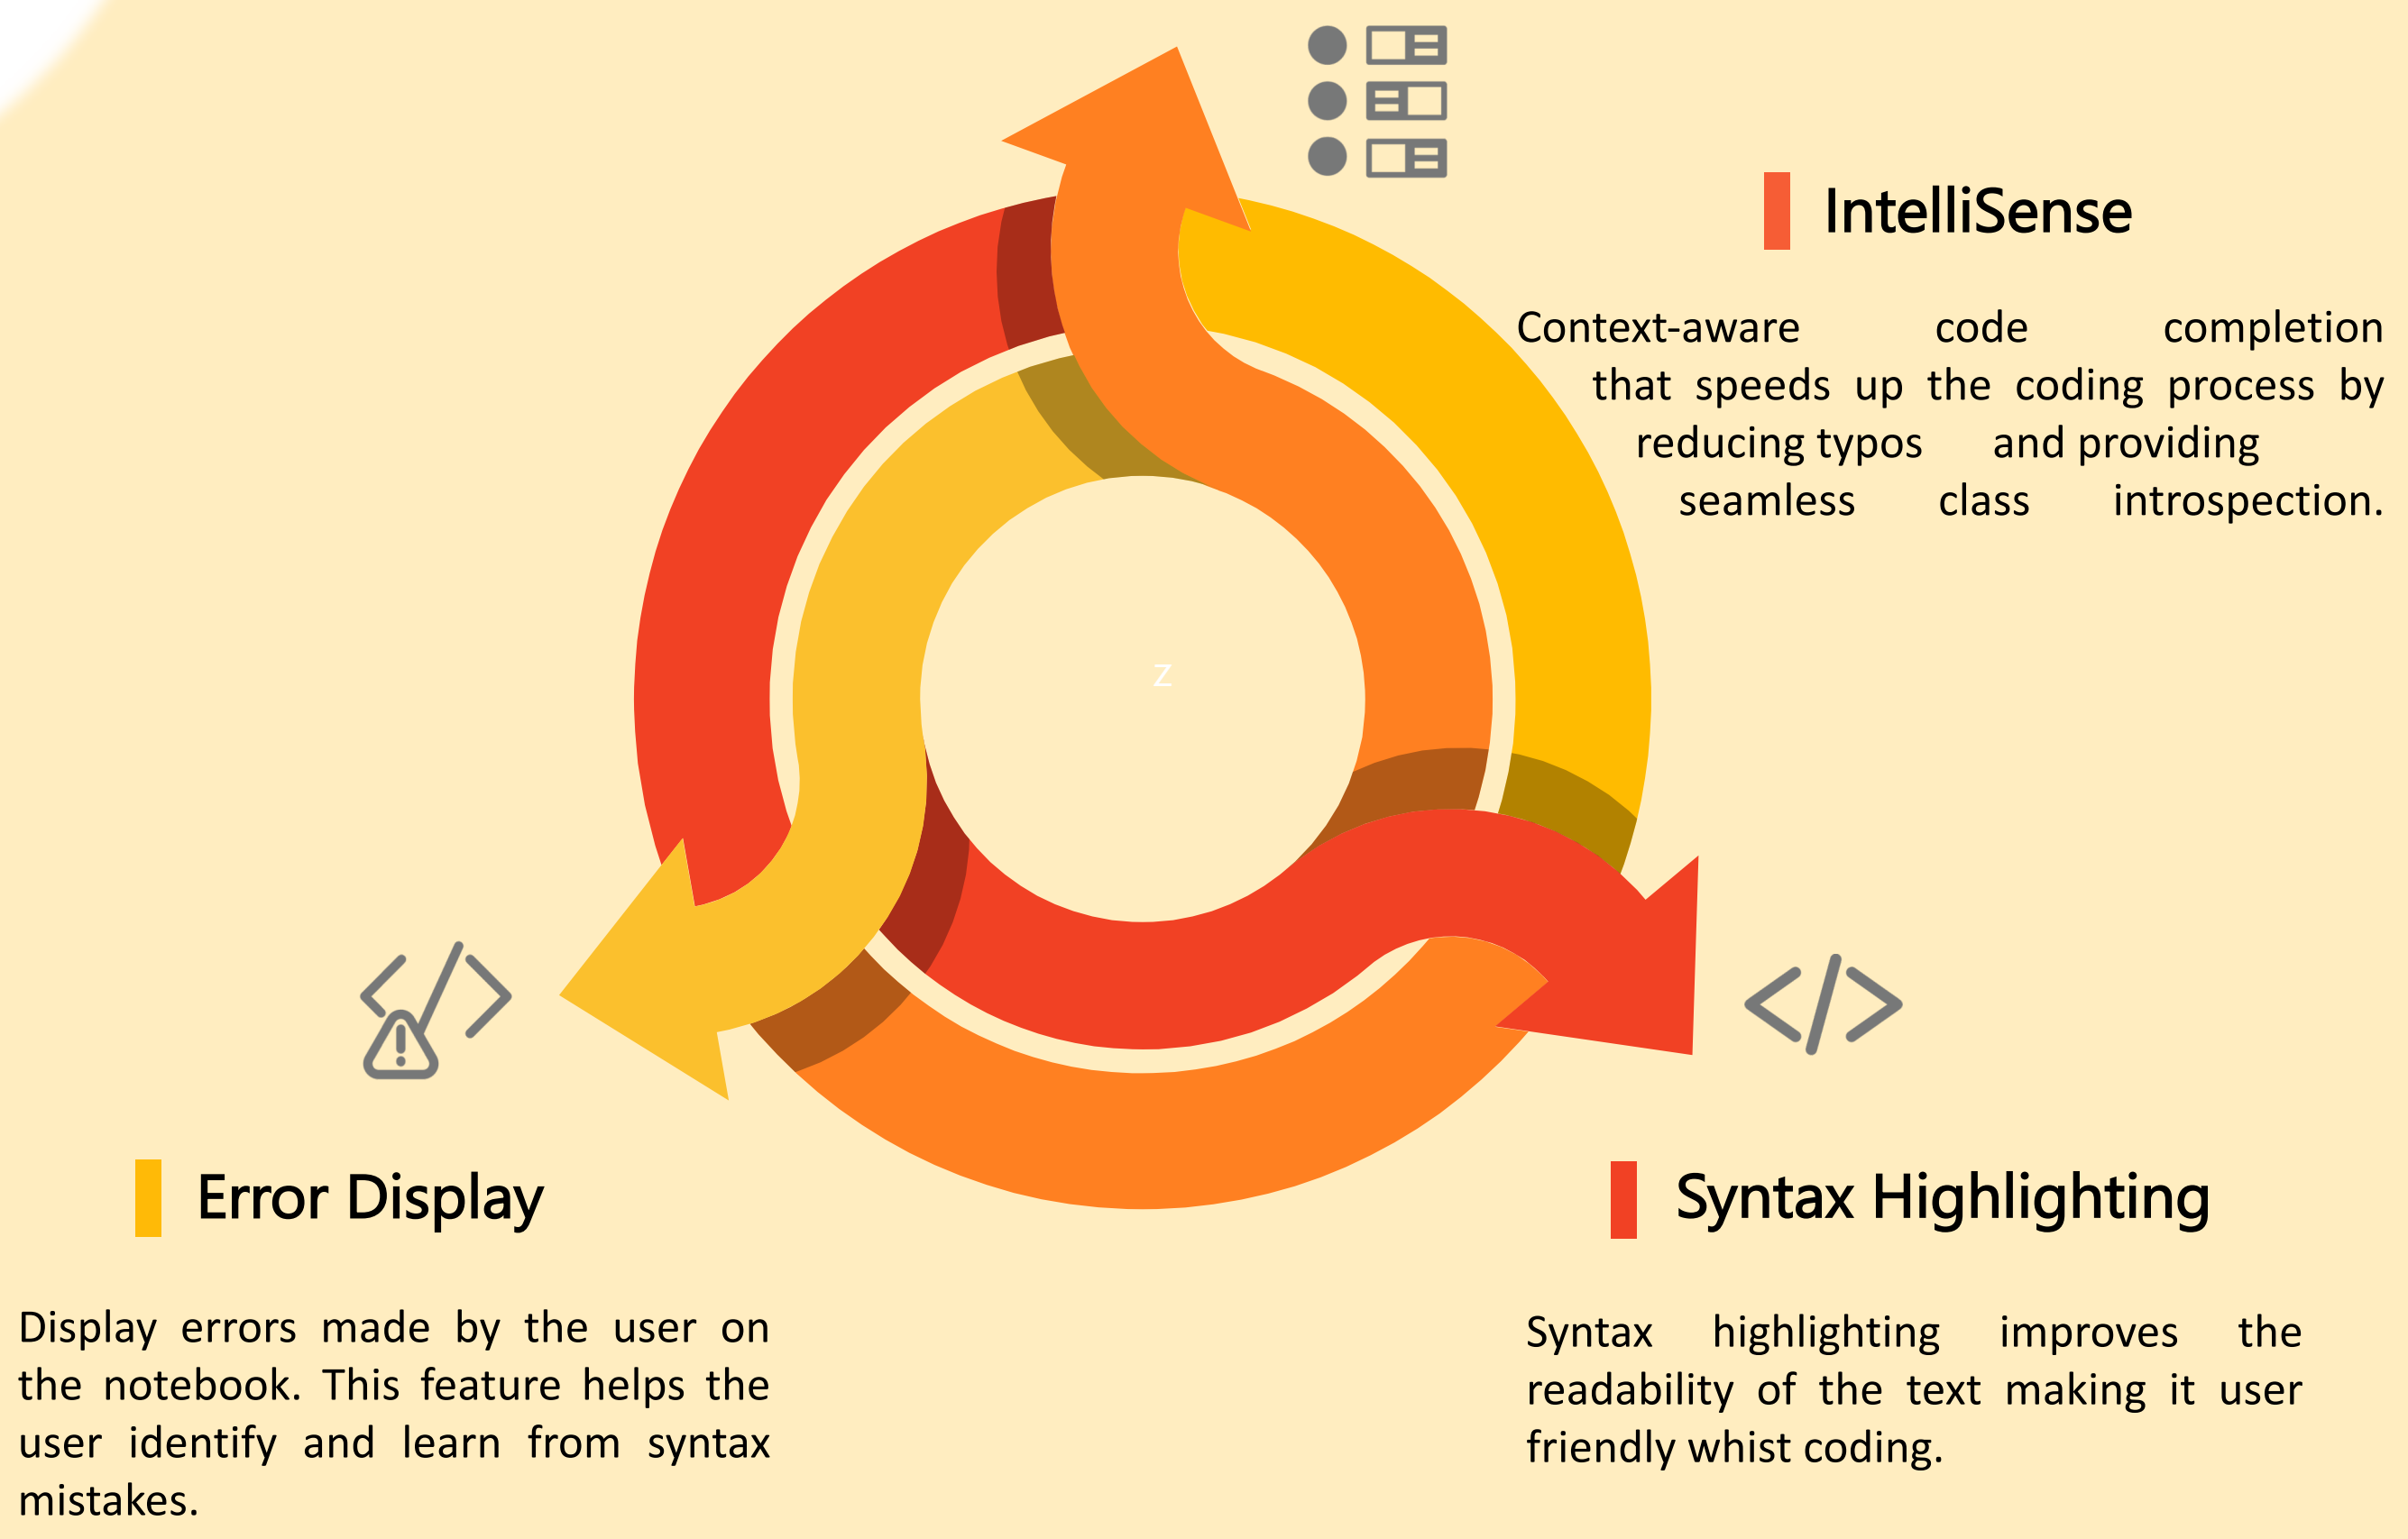 IntelliSense
Context-aware code completion
that speeds up the coding process by
reducing typos and providing
seamless class introspection.
z
Error Display
Display errors made by the user on
the notebook. This feature helps the
user identify and learn from syntax
mistakes.
Syntax Highlighting
Syntax highlighting improves the
readability of the text making it user
friendly whist coding.